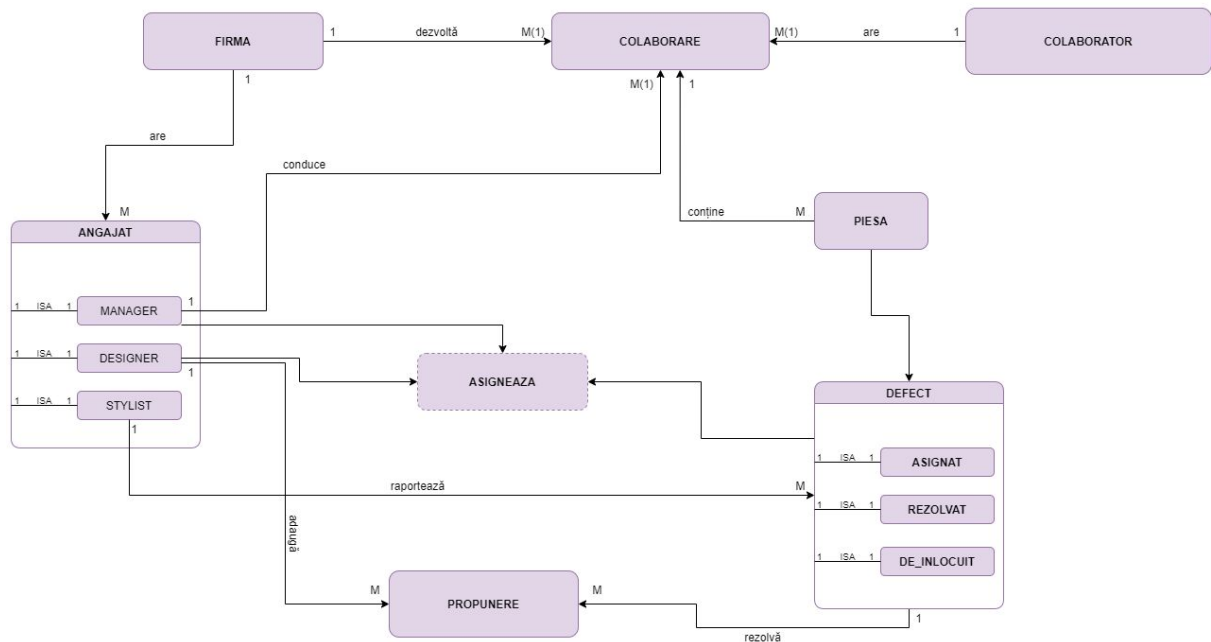 FIRMA
1
dezvoltă
M(1)
COLABORARE
M(1)
are
1
COLABORATOR
1
M(1)
1
are
conduce
M
conține
M
PIESA
ANGAJAT
1 ISA 1
MANAGER
1
1 ISA 1
DESIGNER
1
1 ISA 1
STYLIST
1
ASIGNEAZA
DEFECT
1 ISA 1
ASIGNAT
raportează
M
1 ISA 1
REZOLVAT
adaugă
1 ISA 1
DE_INLOCUIT
M
PROPUNERE
M
rezolvă
1